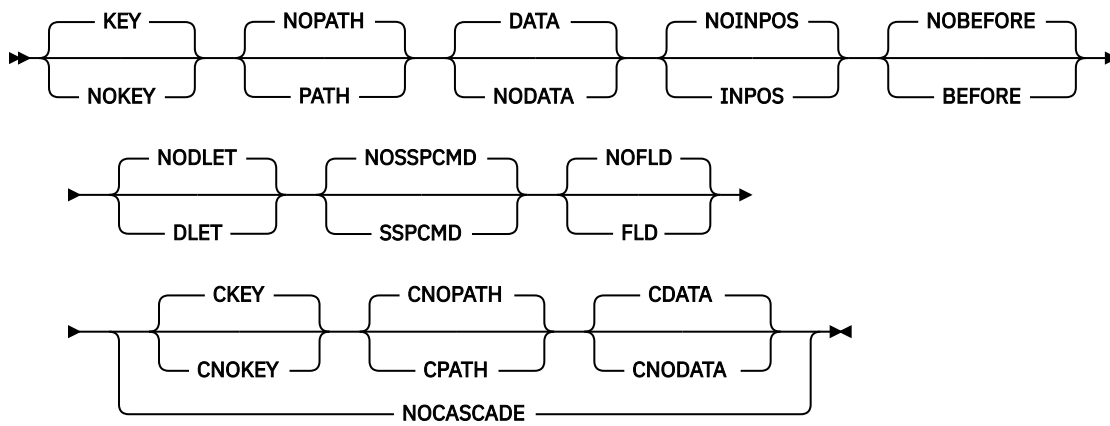 KEY NOPATH DATA NOINPOS NOBEFORE
NOKEY PATH NODATA INPOS BEFORE
NODLET NOSSPCMD NOFLD
DLET SSPCMD FLD
CKEY CNOPATH CDATA
CNOKEY CPATH CNODATA
NOCASCADE